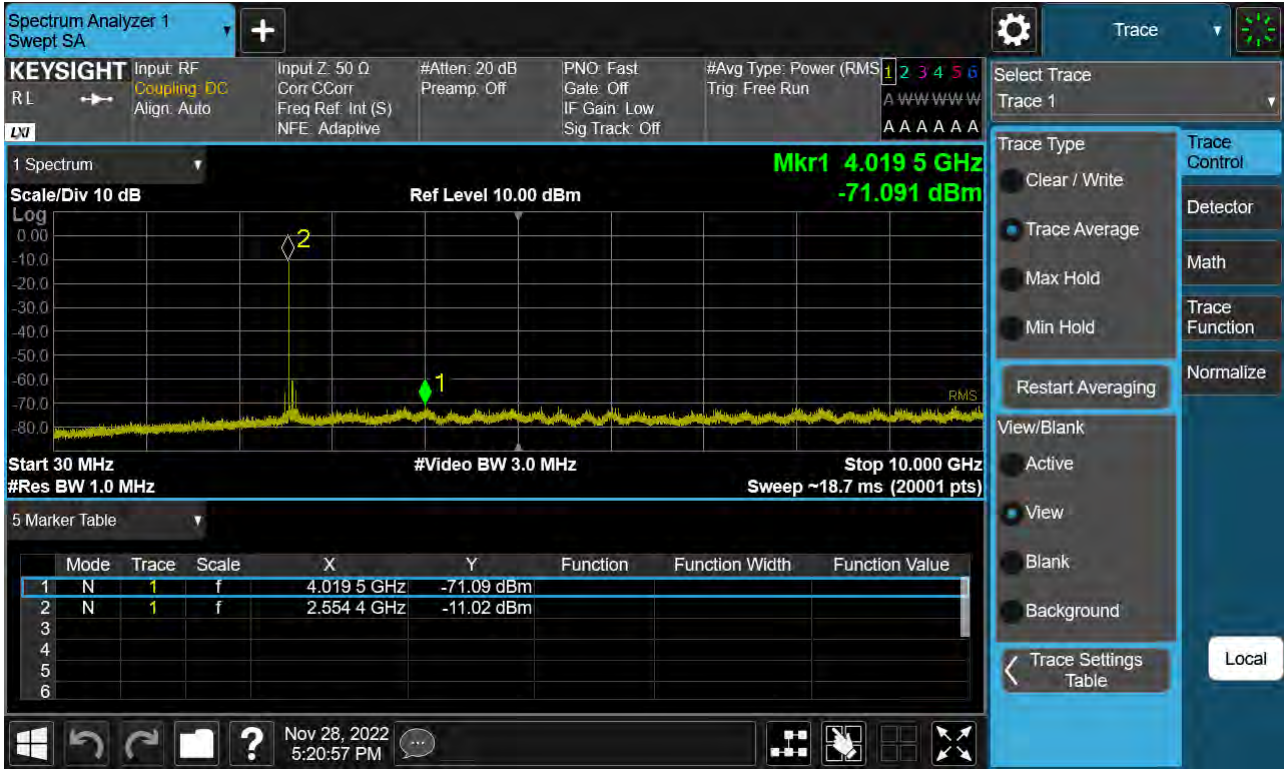 Spectrum Analyzer 1
Swept SA
Trace
KEYSIGHT
RL
LXI
Input: RF
Coupling: DC
Align: Auto
Input Z: 50 Ω
Corr CCorr
Freq Ref: Int (S)
NFE: Adaptive
#Atten: 20 dB
Preamp: Off
PNO: Fast
Gate: Off
IF Gain: Low
Sig Track: Off
#Avg Type: Power (RMS
Trig: Free Run
1 2 3 4 5 6
A W W W W W
A A A A A A
Select Trace
Trace 1
1 Spectrum
Mkr1 4.019 5 GHz
-71.091 dBm
Scale/Div 10 dB
Ref Level 10.00 dBm
Log
0.00
-10.0
-20.0
-30.0
-40.0
-50.0
-60.0
-70.0
-80.0
2
1
RMS
Start 30 MHz
#Video BW 3.0 MHz
Stop 10.000 GHz
#Res BW 1.0 MHz
Sweep ~18.7 ms (20001 pts)
5 Marker Table
Mode Trace Scale X Y Function Function Width Function Value
1 N 1 f 4.019 5 GHz -71.09 dBm
2 N 1 f 2.554 4 GHz -11.02 dBm
3
4
5
6
Trace Type
Clear / Write
Trace Average
Max Hold
Min Hold
Restart Averaging
View/Blank
Active
View
Blank
Background
Trace Settings
Table
Trace
Control
Detector
Math
Trace
Function
Normalize
Local
?
Nov 28, 2022
5:20:57 PM